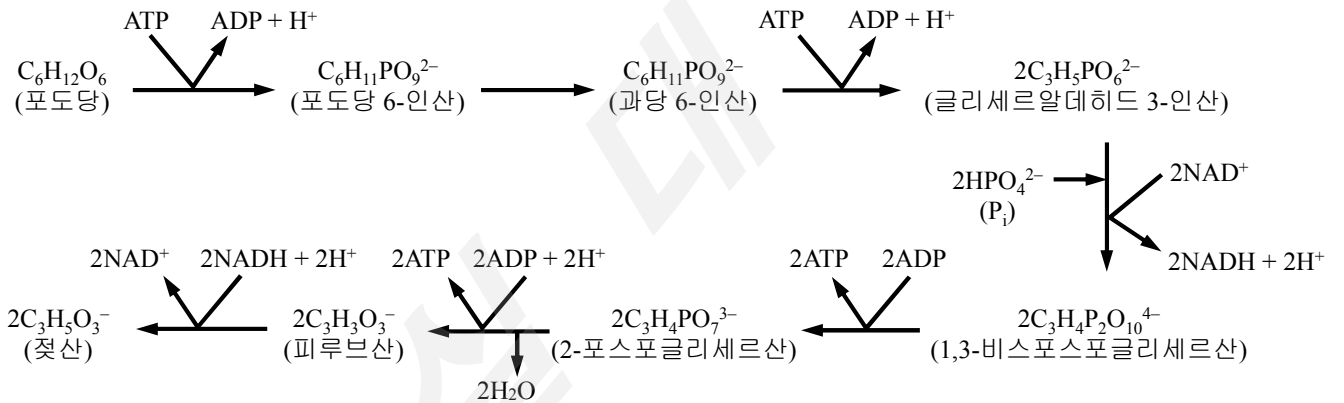 ATP ADP + H⁺ ATP ADP + H⁺
C₆H₁₂O₆ C₆H₁₁PO₉²⁻ C₆H₁₁PO₉²⁻ 2C₃H₅PO₆²⁻
(포도당) (포도당 6-인산) (과당 6-인산) (글리세르알데히드 3-인산)
2HPO₄²⁻ 2NAD⁺
(Pᵢ)
2NADH + 2H⁺
2NAD⁺ 2NADH + 2H⁺ 2ATP 2ADP + 2H⁺ 2ATP 2ADP
2C₃H₅O₃⁻ 2C₃H₃O₃⁻ 2C₃H₄PO₇³⁻ 2C₃H₄P₂O₁₀⁴⁻
(젖산) (피루브산) (2-포스포글리세르산) (1,3-비스포스포글리세르산)
2H₂O